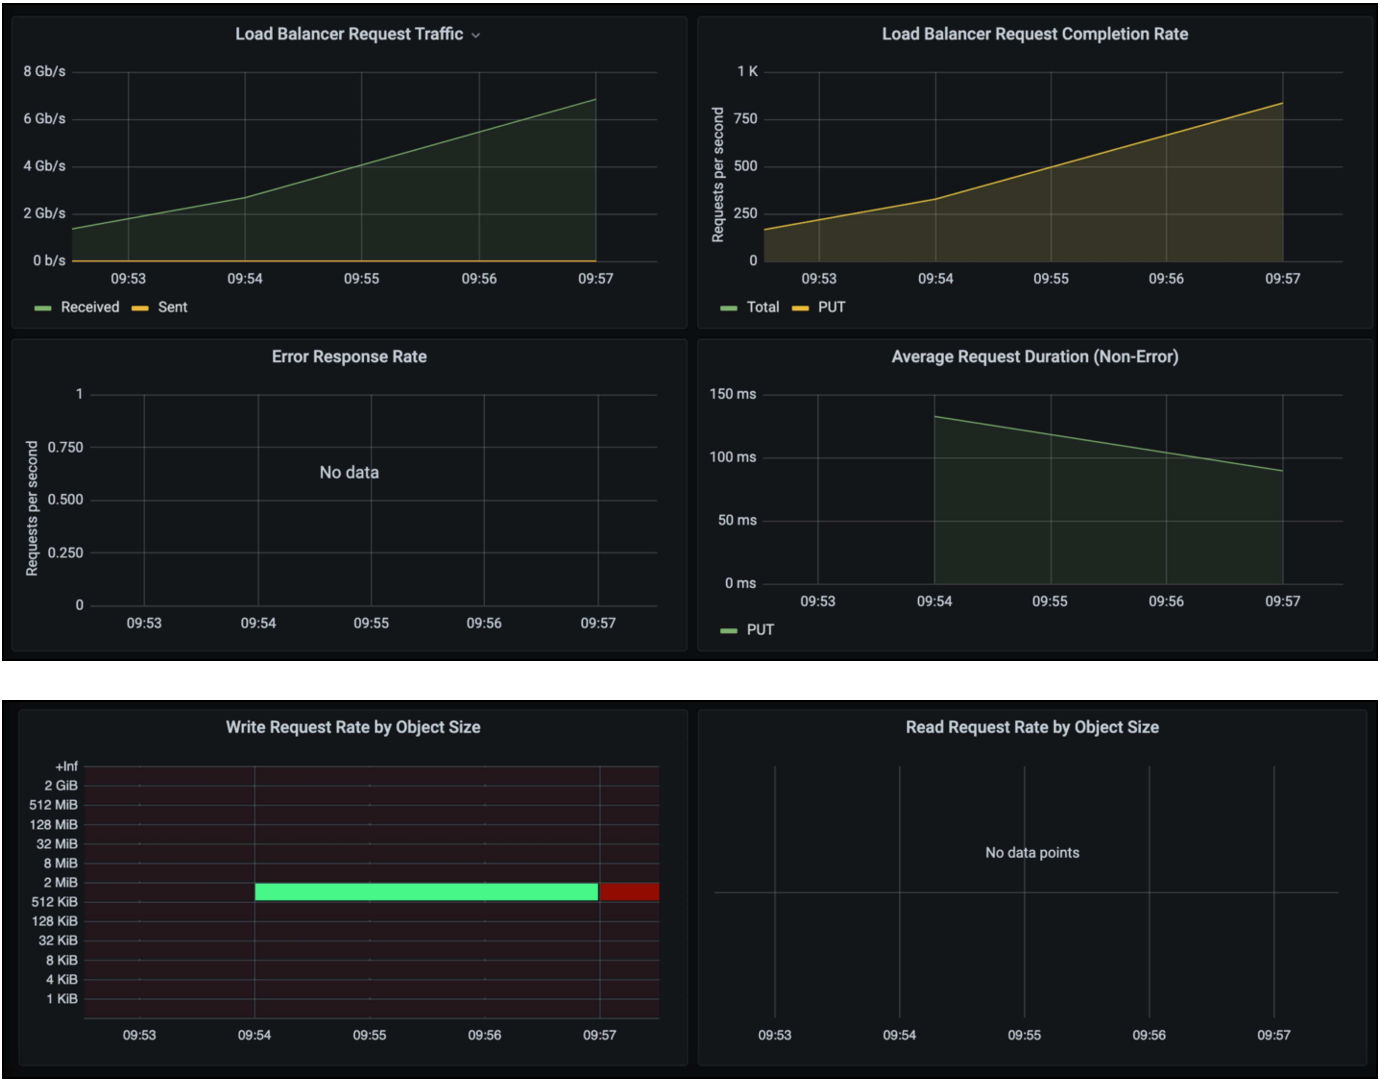 Load Balancer Request Traffic
8 Gb/s
6 Gb/s
4 Gb/s
2 Gb/s
0 b/s
09:53 09:54 09:55 09:56 09:57
Received Sent
Load Balancer Request Completion Rate
Requests per second
1 K
750
500
250
0
09:53 09:54 09:55 09:56 09:57
Total PUT
Error Response Rate
Requests per second
1
0.750
0.500
0.250
0
No data
09:53 09:54 09:55 09:56 09:57
Average Request Duration (Non-Error)
150 ms
100 ms
50 ms
0 ms
09:53 09:54 09:55 09:56 09:57
PUT
Write Request Rate by Object Size
+Inf
2 GiB
512 MiB
128 MiB
32 MiB
8 MiB
2 MiB
512 KiB
128 KiB
32 KiB
8 KiB
4 KiB
1 KiB
09:53 09:54 09:55 09:56 09:57
Read Request Rate by Object Size
No data points
09:53 09:54 09:55 09:56 09:57